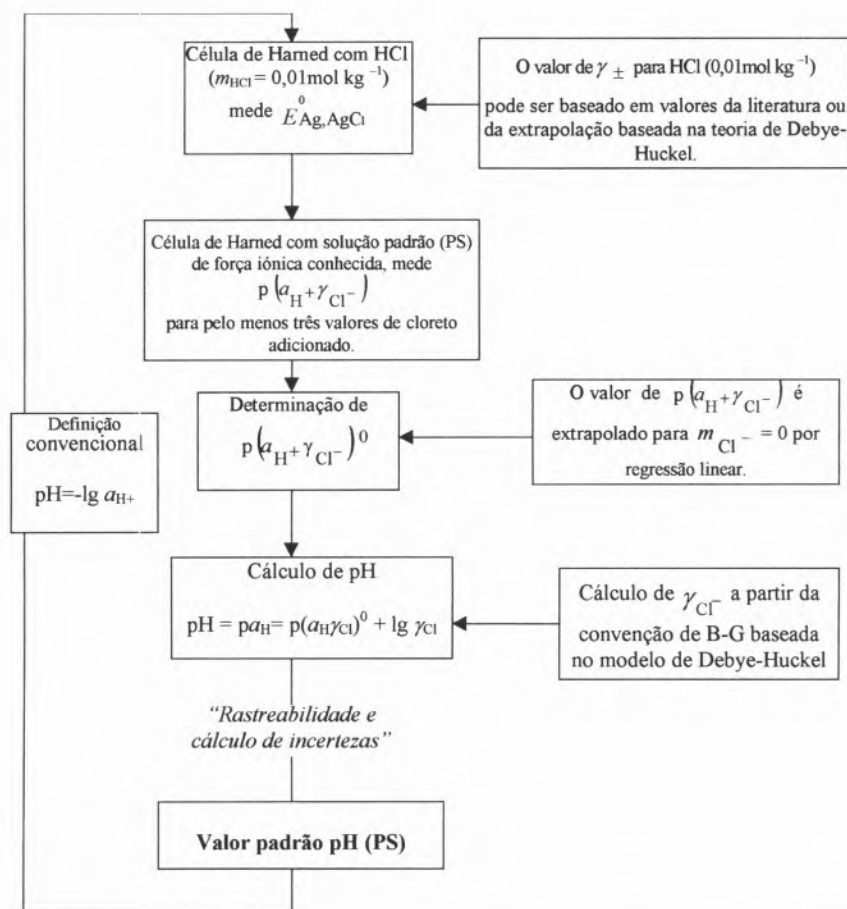 Célula de Harned com HCl
(mHCl = 0,01mol kg ⁻¹)
mede E⁰Ag,AgCl
O valor de γ ± para HCl (0,01mol kg ⁻¹)
pode ser baseado em valores da literatura ou
da extrapolação baseada na teoria de Debye-
Huckel.
Célula de Harned com solução padrão (PS)
de força iónica conhecida, mede
p(aH+ γCl⁻)
para pelo menos três valores de cloreto
adicionado.
Determinação de
p(aH+ γCl⁻)⁰
O valor de p(aH+ γCl⁻) é
extrapolado para mCl⁻ = 0 por
regressão linear.
Definição
convencional
pH=-lg aH+
Cálculo de pH
pH = paH= p(aHγCl)⁰ + lg γCl
Cálculo de γCl⁻ a partir da
convenção de B-G baseada
no modelo de Debye-Huckel
“Rastreabilidade e
cálculo de incertezas”
Valor padrão pH (PS)